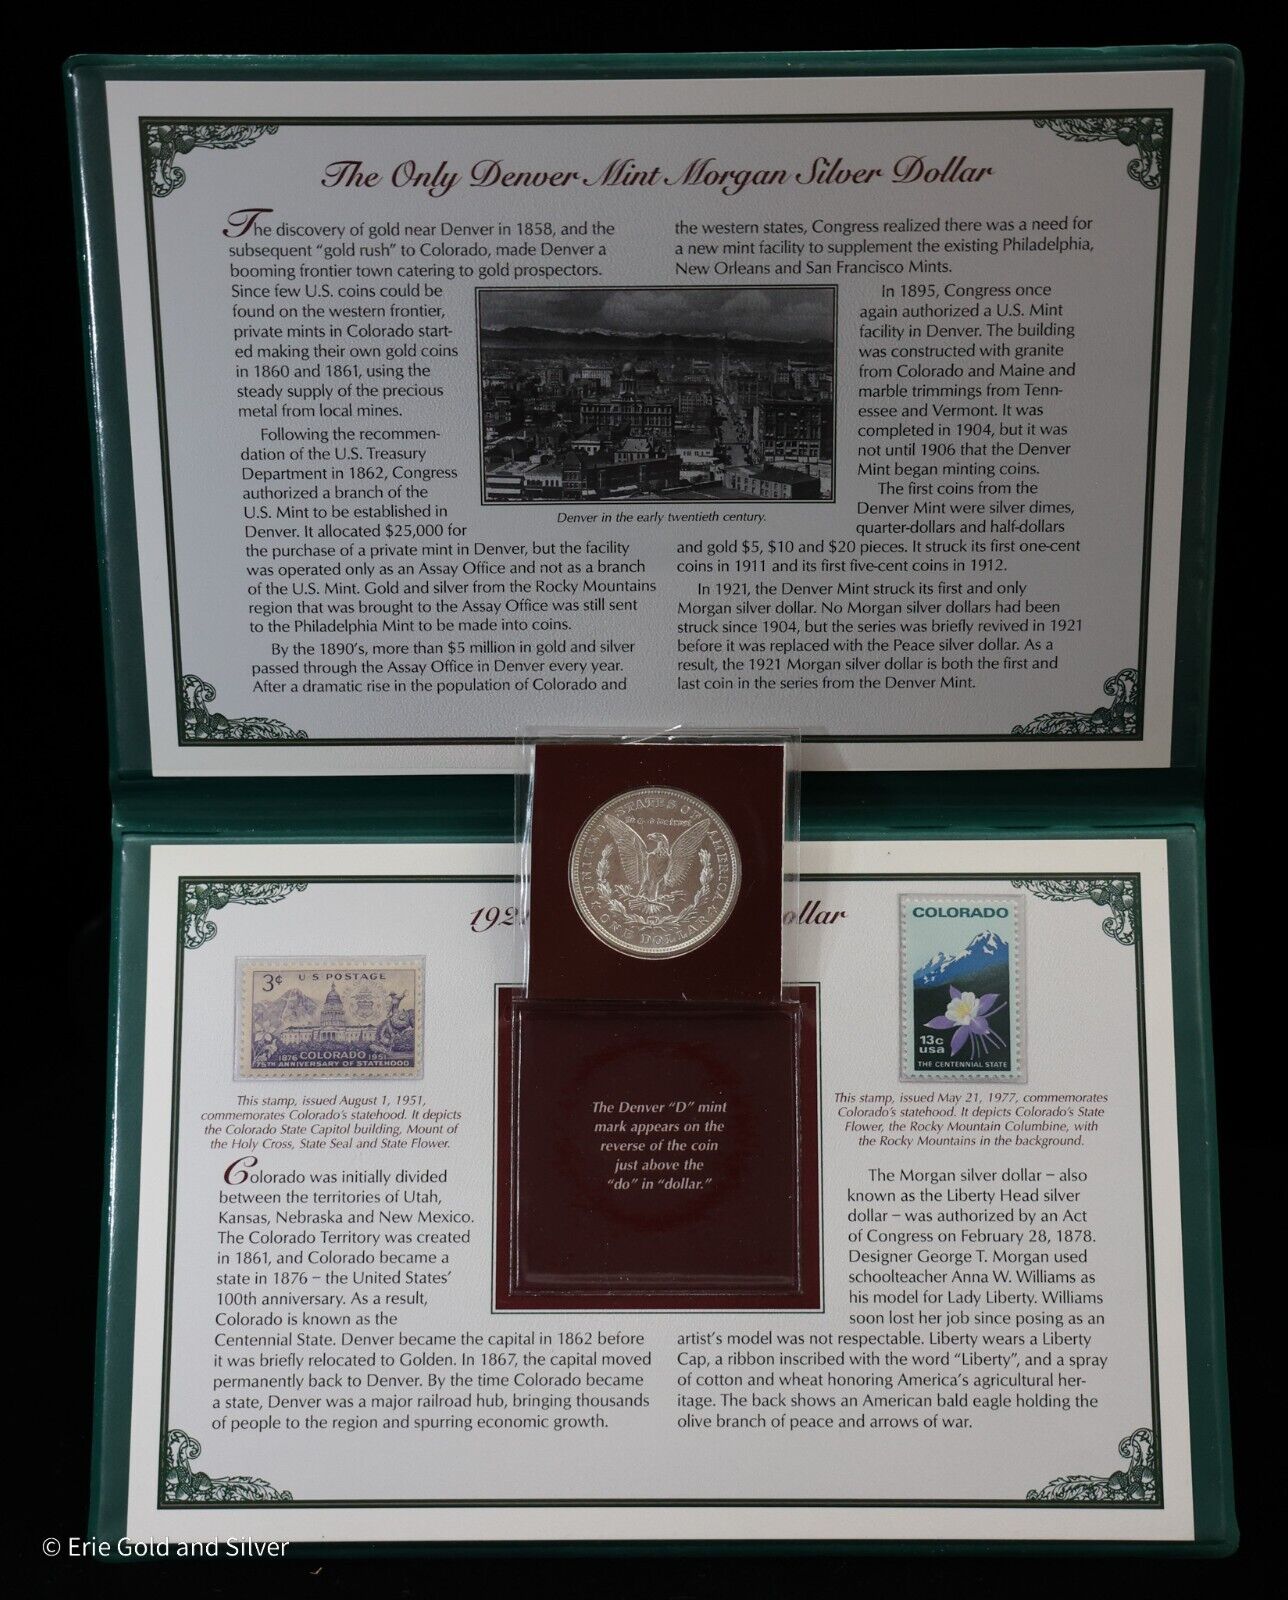 The Only Denver Mint Morgan Silver Dollar
The discovery of gold near Denver in 1858, and the
subsequent “gold rush” to Colorado, made Denver a
booming frontier town catering to gold prospectors.
Since few U.S. coins could be
found on the western frontier,
private mints in Colorado start-
ed making their own gold coins
in 1860 and 1861, using the
steady supply of the precious
metal from local mines.
Following the recommen-
dation of the U.S. Treasury
Department in 1862, Congress
authorized a branch of the
U.S. Mint to be established in
Denver. It allocated $25,000 for
the purchase of a private mint in Denver, but the facility
was operated only as an Assay Office and not as a branch
of the U.S. Mint. Gold and silver from the Rocky Mountains
region that was brought to the Assay Office was still sent
to the Philadelphia Mint to be made into coins.
By the 1890’s, more than $5 million in gold and silver
passed through the Assay Office in Denver every year.
After a dramatic rise in the population of Colorado and
the western states, Congress realized there was a need for
a new mint facility to supplement the existing Philadelphia,
New Orleans and San Francisco Mints.
In 1895, Congress once
again authorized a U.S. Mint
facility in Denver. The building
was constructed with granite
from Colorado and Maine and
marble trimmings from Tenn-
essee and Vermont. It was
completed in 1904, but it was
not until 1906 that the Denver
Mint began minting coins.
The first coins from the
Denver Mint were silver dimes,
quarter-dollars and half-dollars
and gold $5, $10 and $20 pieces. It struck its first one-cent
coins in 1911 and its first five-cent coins in 1912.
In 1921, the Denver Mint struck its first and only
Morgan silver dollar. No Morgan silver dollars had been
struck since 1904, but the series was briefly revived in 1921
before it was replaced with the Peace silver dollar. As a
result, the 1921 Morgan silver dollar is both the first and
last coin in the series from the Denver Mint.
Denver in the early twentieth century.
UNITED STATES OF AMERICA
In God we trust
ONE DOLLAR
192
ollar
3¢ U S POSTAGE
1876 COLORADO 1951
75TH ANNIVERSARY OF STATEHOOD
This stamp, issued August 1, 1951,
commemorates Colorado’s statehood. It depicts
the Colorado State Capitol building, Mount of
the Holy Cross, State Seal and State Flower.
COLORADO
13c
usa
THE CENTENNIAL STATE
This stamp, issued May 21, 1977, commemorates
Colorado’s statehood. It depicts Colorado’s State
Flower, the Rocky Mountain Columbine, with
the Rocky Mountains in the background.
The Denver “D” mint
mark appears on the
reverse of the coin
just above the
“do” in “dollar.”
Colorado was initially divided
between the territories of Utah,
Kansas, Nebraska and New Mexico.
The Colorado Territory was created
in 1861, and Colorado became a
state in 1876 – the United States’
100th anniversary. As a result,
Colorado is known as the
Centennial State. Denver became the capital in 1862 before
it was briefly relocated to Golden. In 1867, the capital moved
permanently back to Denver. By the time Colorado became
a state, Denver was a major railroad hub, bringing thousands
of people to the region and spurring economic growth.
The Morgan silver dollar – also
known as the Liberty Head silver
dollar – was authorized by an Act
of Congress on February 28, 1878.
Designer George T. Morgan used
schoolteacher Anna W. Williams as
his model for Lady Liberty. Williams
soon lost her job since posing as an
artist’s model was not respectable. Liberty wears a Liberty
Cap, a ribbon inscribed with the word “Liberty”, and a spray
of cotton and wheat honoring America’s agricultural her-
itage. The back shows an American bald eagle holding the
olive branch of peace and arrows of war.
© Erie Gold and Silver